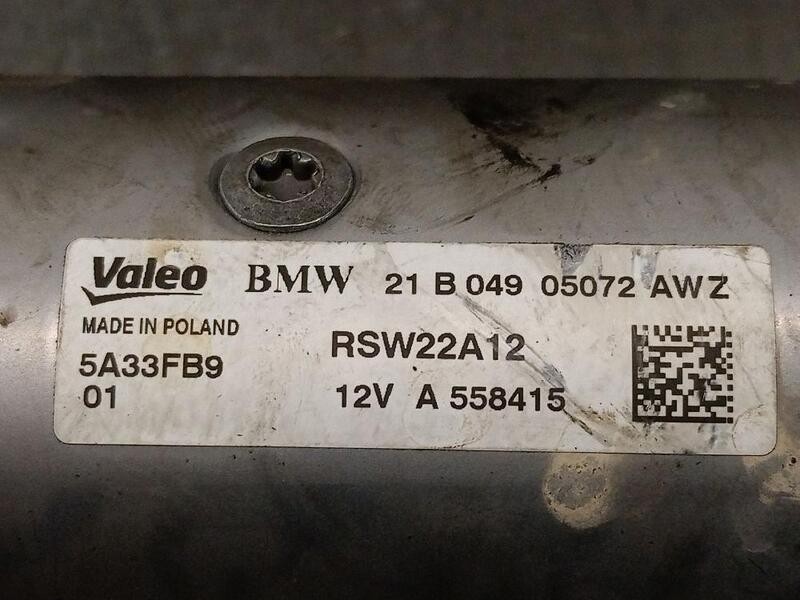 Valeo BMW 21 B 049 05072 AWZ
MADE IN POLAND
RSW22A12
5A33FB9
01 12V A 558415